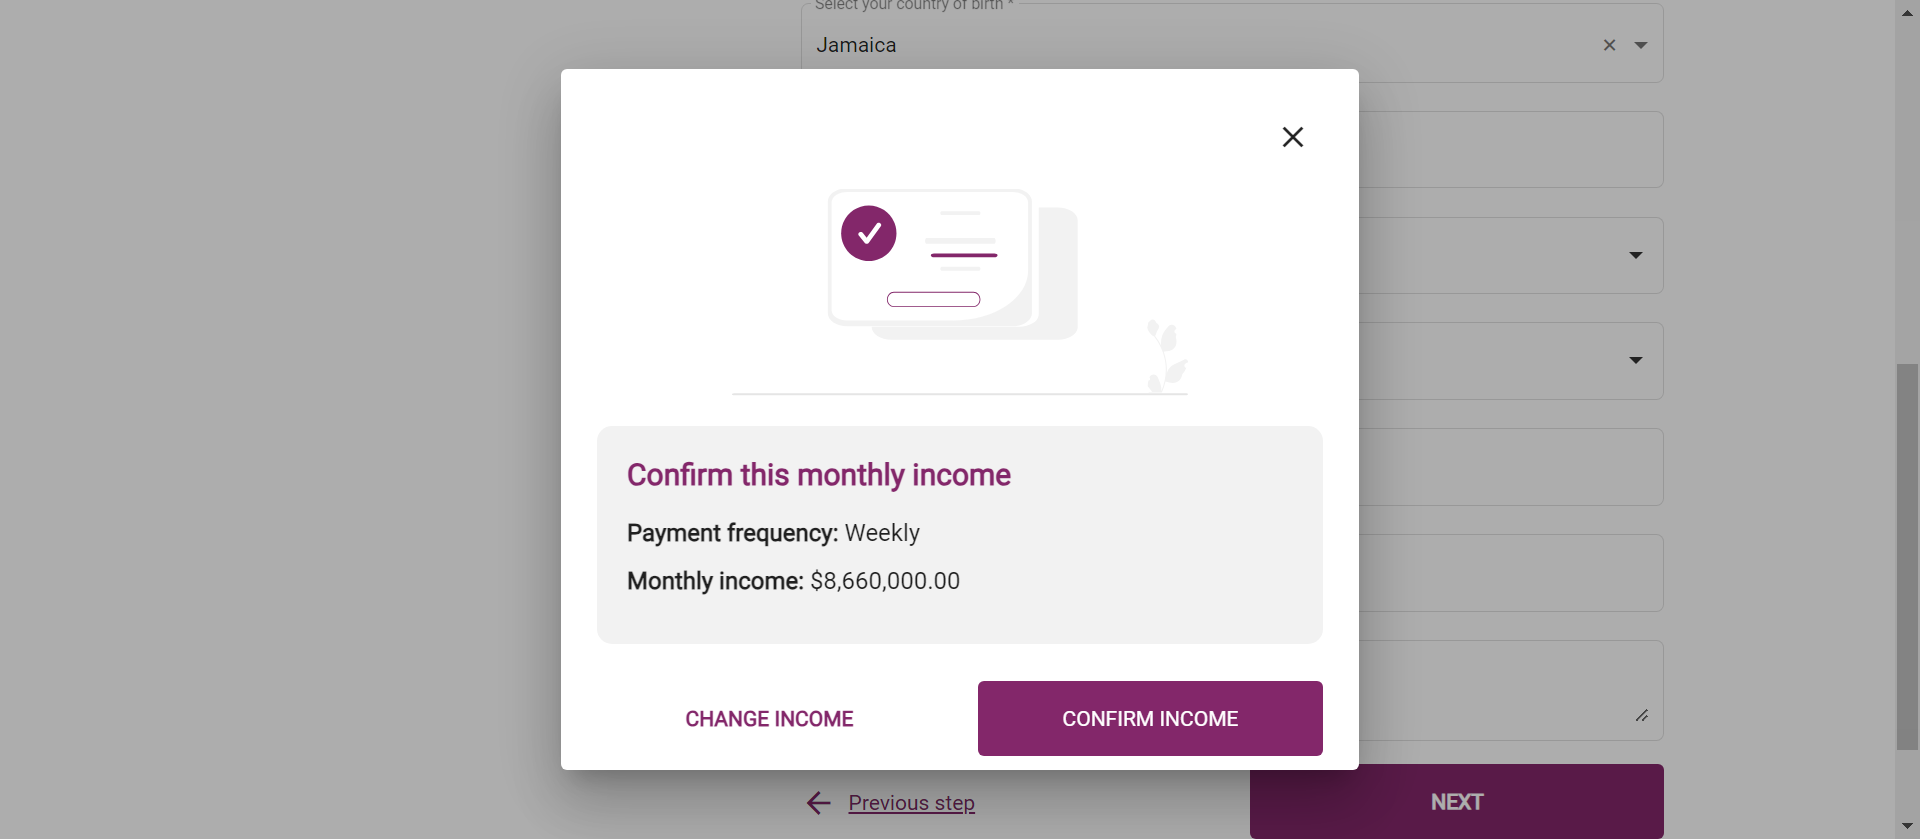 Select your country of birth *
Jamaica
Confirm this monthly income
Payment frequency: Weekly
Monthly income: $8,660,000.00
CHANGE INCOME
CONFIRM INCOME
Previous step
NEXT